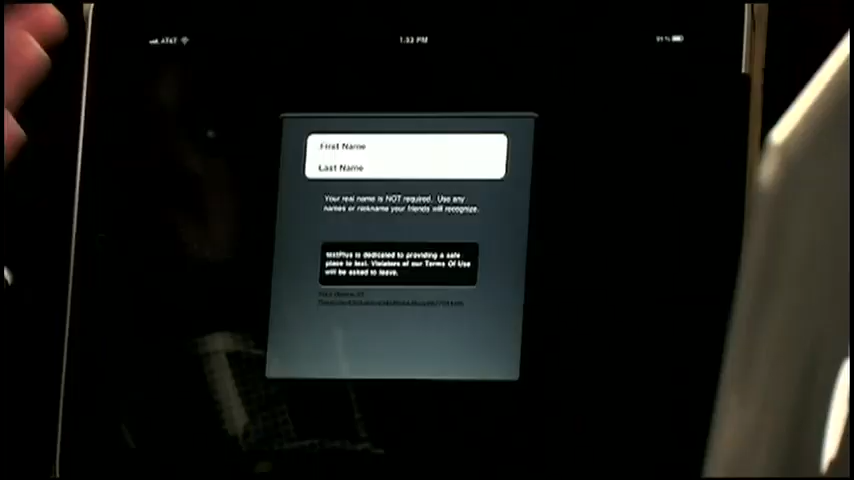 AT&T
1:33 PM
91%
First Name
Last Name
Your real name is NOT required. Use any
names or nickname your friends will recognize.
textPlus is dedicated to providing a safe
place to text. Violators of our Terms Of Use
will be asked to leave.